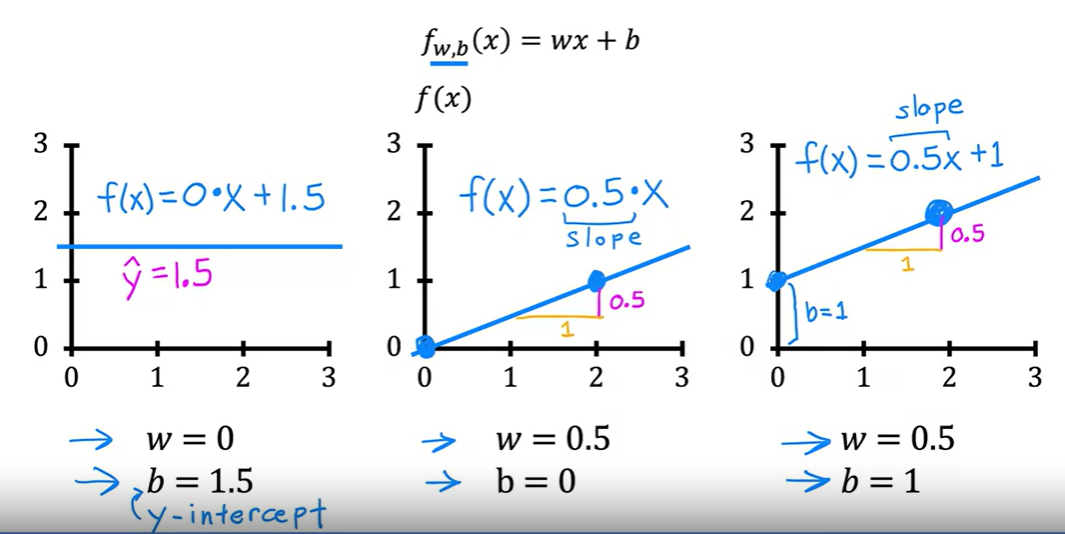 f_{w,b}(x) = wx + b
f(x)
3
2
1
0
0 1 2 3
f(x)=0•X+1.5
ŷ=1.5
→ w = 0
→ b = 1.5
y-intercept
3
2
1
0
0 1 2 3
f(x)=0.5•X
slope
0.5
1
→ w = 0.5
→ b = 0
3
2
1
0
0 1 2 3
slope
f(x)=0.5x+1
0.5
1
b=1
→ w = 0.5
→ b = 1